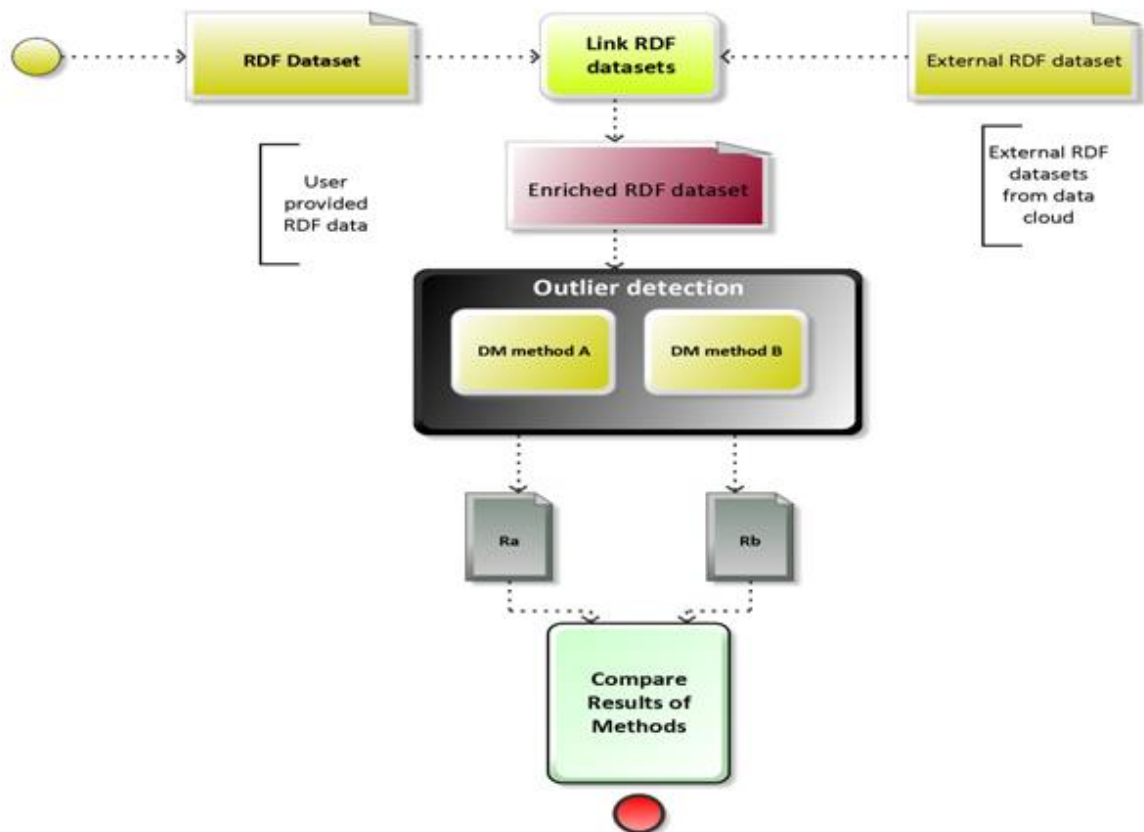 RDF Dataset
Link RDF
datasets
External RDF dataset
User
provided
RDF data
External RDF
datasets
from data
cloud
Enriched RDF dataset
Outlier detection
DM method A
DM method B
Ra
Rb
Compare
Results of
Methods